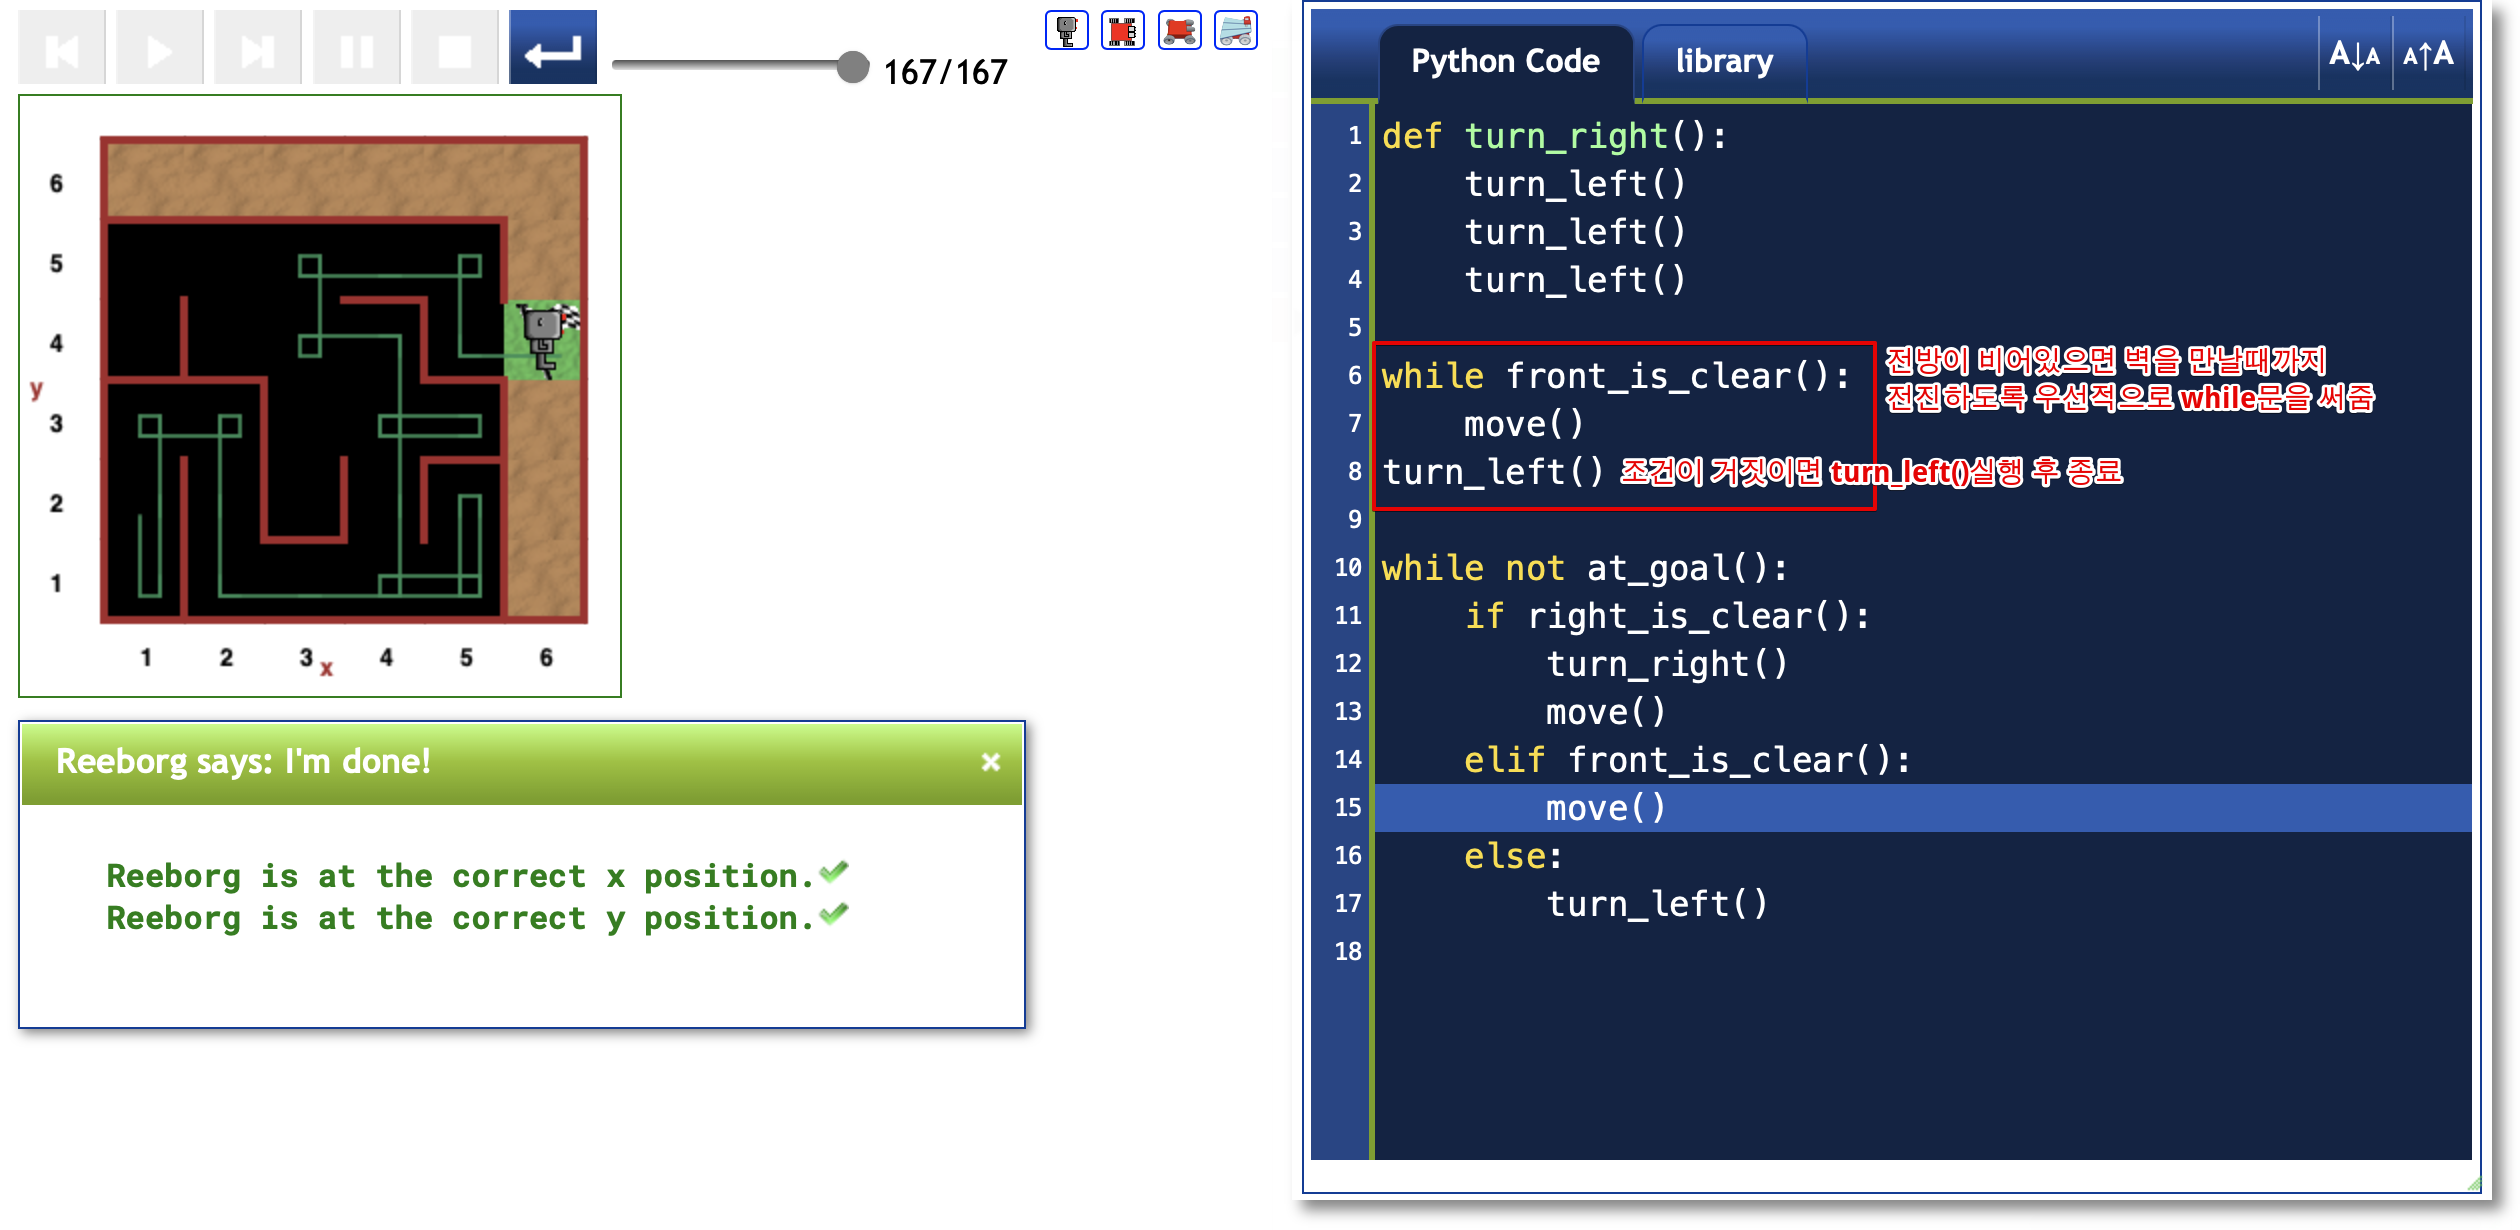 167/167
6
5
4
3
2
1
y
1 2 3 4 5 6
x
Reeborg says: I'm done! ×
Reeborg is at the correct x position.
Reeborg is at the correct y position.
Python Code library A↓A A↑A
1 def turn_right():
2 turn_left()
3 turn_left()
4 turn_left()
5
6 while front_is_clear():
전방이 비어있으면 벽을 만날때까지
전진하도록 우선적으로 while문을 써줌
7 move()
8 turn_left() 조건이 거짓이면 turn_left()실행 후 종료
9
10 while not at_goal():
11 if right_is_clear():
12 turn_right()
13 move()
14 elif front_is_clear():
15 move()
16 else:
17 turn_left()
18